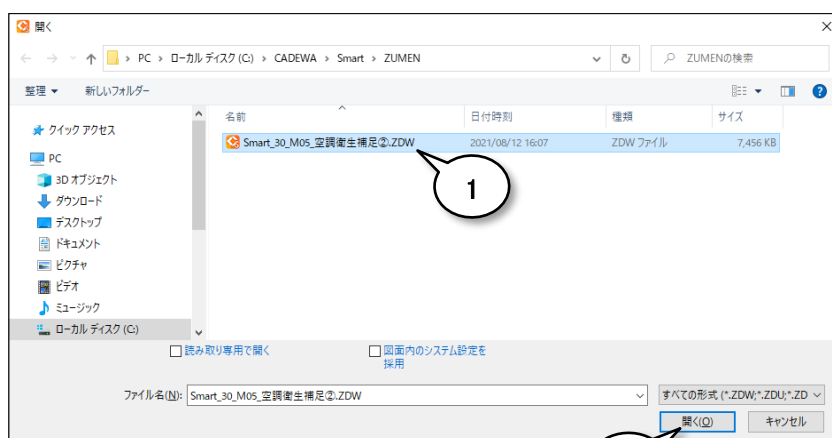 開く
PC › ローカル ディスク (C:) › CADEWA › Smart › ZUMEN
ZUMENの検索
整理 新しいフォルダー
名前 日付時刻 種類 サイズ
クイック アクセス
Smart_30_M05_空調衛生補足②.ZDW 2021/08/12 16:07 ZDW ファイル 7,456 KB
PC
3D オブジェクト
1
ダウンロード
デスクトップ
ドキュメント
ピクチャ
ビデオ
ミュージック
ローカル ディスク (C:)
読み取り専用で開く 図面内のシステム設定を
採用
ファイル名(N): Smart_30_M05_空調衛生補足②.ZDW すべての形式 (*.ZDW;*.ZDU;*.ZD
開く(O) キャンセル